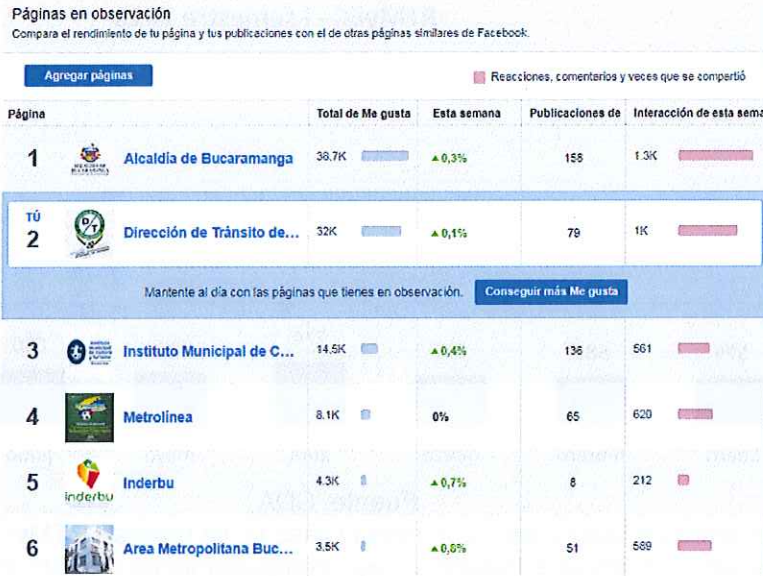 Páginas en observación
Compara el rendimiento de tu página y tus publicaciones con el de otras páginas similares de Facebook.
Agregar páginas
Reacciones, comentarios y veces que se compartió
Página Total de Me gusta Esta semana Publicaciones de Interacción de esta sema
1 Alcaldía de Bucaramanga 38,7K ▲0,3% 158 1.3K
TÚ
2 Dirección de Tránsito de... 32K ▲0,1% 79 1K
Mantente al día con las páginas que tienes en observación. Conseguir más Me gusta
3 Instituto Municipal de C... 14,5K ▲0,4% 136 561
4 Metrolinea 8.1K 0% 65 620
5 inderbu Inderbu 4.3K ▲0,7% 8 212
6 Area Metropolitana Buc... 3,5K ▲0,8% 51 589